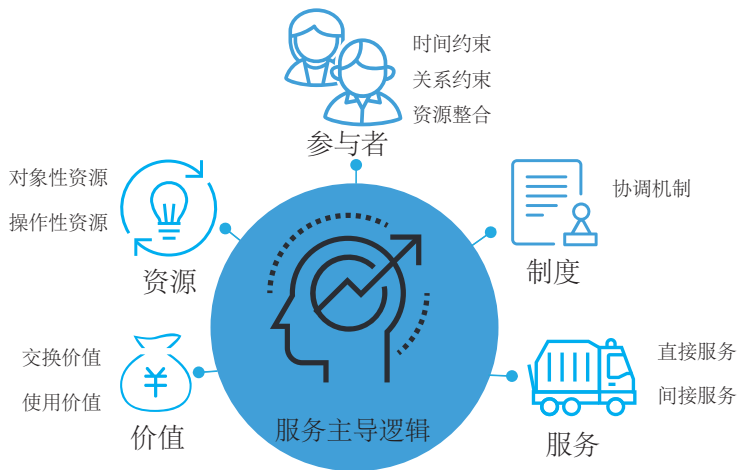 时间约束
关系约束
资源整合
参与者
对象性资源
操作性资源
资源
协调机制
制度
交换价值
使用价值
¥
价值
服务主导逻辑
直接服务
间接服务
服务